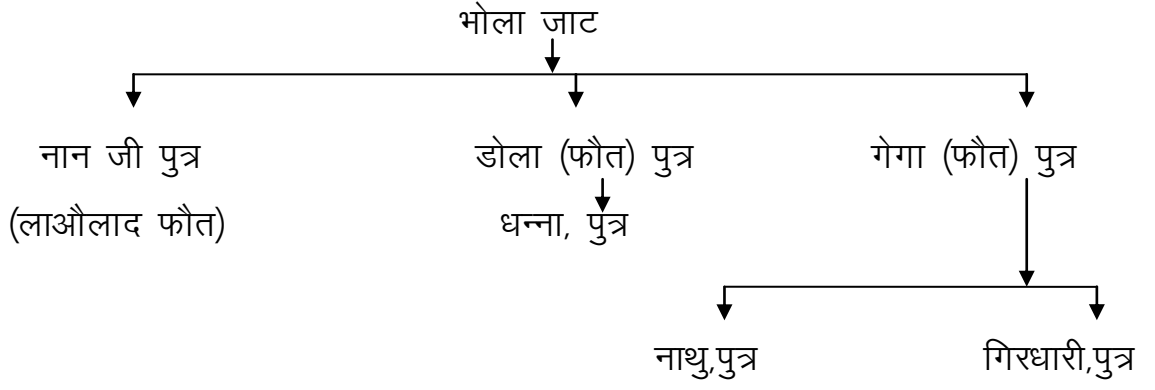 भोला जाट
नान जी पुत्र डोला (फौत) पुत्र गेगा (फौत) पुत्र
(लाऔलाद फौत) धन्ना, पुत्र
नाथु,पुत्र गिरधारी,पुत्र